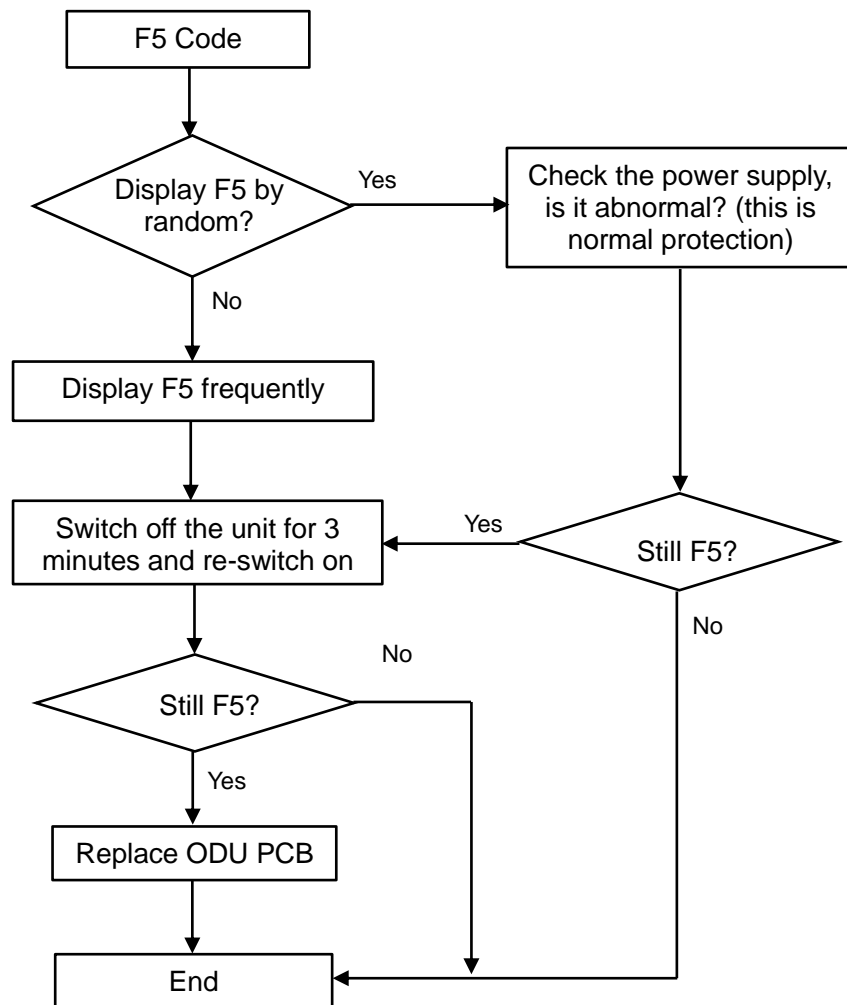 F5 Code
Display F5 by
random?
Yes
Check the power supply,
is it abnormal? (this is
normal protection)
No
Display F5 frequently
Switch off the unit for 3
minutes and re-switch on
Yes
Still F5?
No
No
Still F5?
Yes
Replace ODU PCB
End